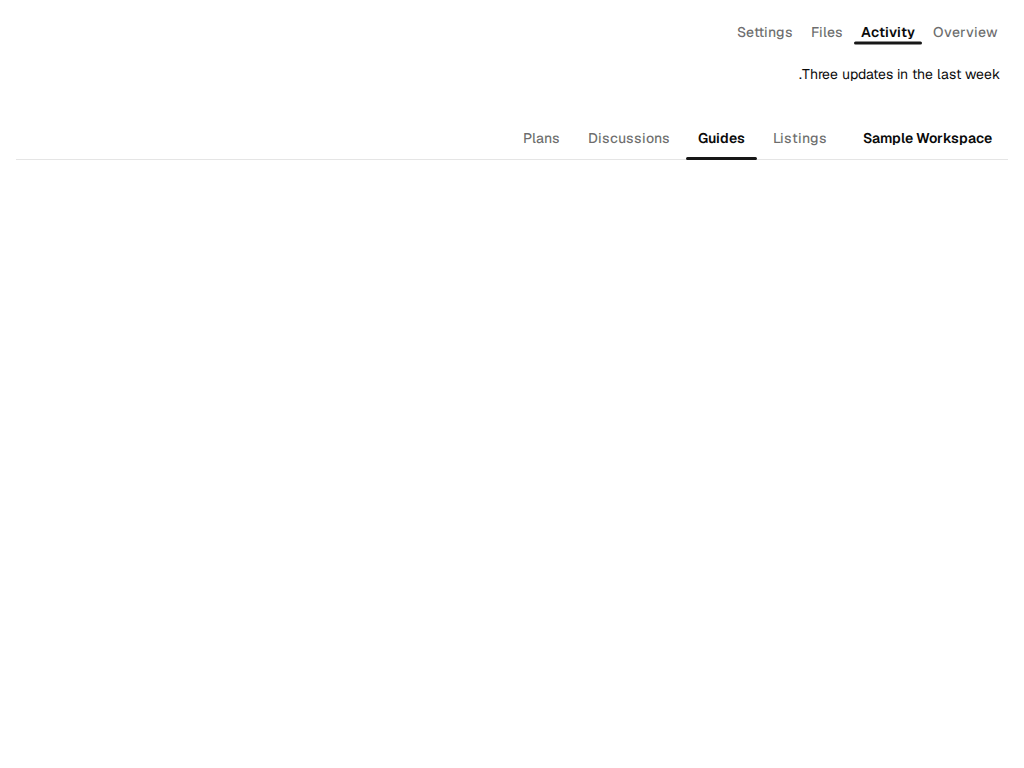 Settings Files Activity Overview
.Three updates in the last week
Plans Discussions Guides Listings Sample Workspace